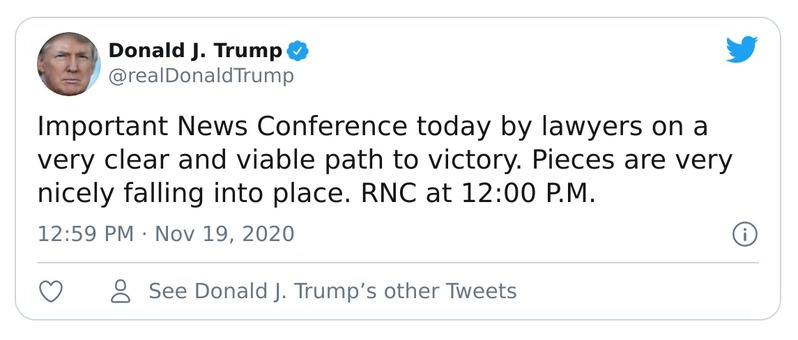 Donald J. Trump
@realDonaldTrump
Important News Conference today by lawyers on a
very clear and viable path to victory. Pieces are very
nicely falling into place. RNC at 12:00 P.M.
12:59 PM · Nov 19, 2020
See Donald J. Trump’s other Tweets